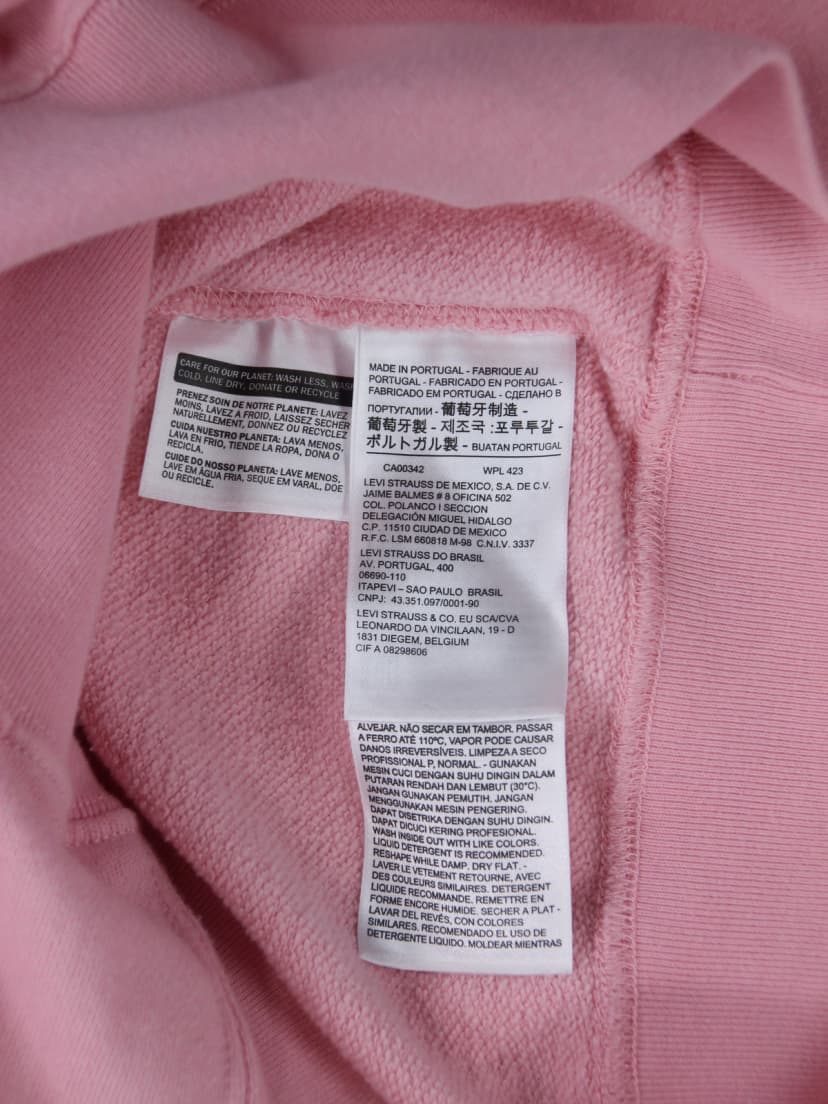 CARE FOR OUR PLANET: WASH LESS, WASH
COLD, LINE DRY, DONATE OR RECYCLE
PRENEZ SOIN DE NOTRE PLANETE: LAVEZ
MOINS, LAVEZ A FROID, LAISSEZ SECHER
NATURELLEMENT, DONNEZ OU RECYCLEZ
CUIDA NUESTRO PLANETA: LAVA MENOS,
LAVA EN FRIO, TIENDE LA ROPA, DONA O
RECICLA.
CUIDE DO NOSSO PLANETA: LAVE MENOS,
LAVE EM ÁGUA FRIA, SEQUE EM VARAL, DOE
OU RECICLE.
MADE IN PORTUGAL - FABRIQUE AU
PORTUGAL - FABRICADO EN PORTUGAL -
FABRICADO EM PORTUGAL - СДЕЛАНО В
ПОРТУГАЛИИ - 葡萄牙制造 -
葡萄牙製 - 제조국 :포루투갈 -
ポルトガル製 - BUATAN PORTUGAL
CA00342 WPL 423
LEVI STRAUSS DE MEXICO, S.A. DE C.V.
JAIME BALMES # 8 OFICINA 502
COL. POLANCO I SECCION
DELEGACIÓN MIGUEL HIDALGO
C.P. 11510 CIUDAD DE MEXICO
R.F.C. LSM 660818 M-98 C.N.I.V. 3337
LEVI STRAUSS DO BRASIL
AV. PORTUGAL, 400
06690-110
ITAPEVI – SAO PAULO BRASIL
CNPJ: 43.351.097/0001-90
LEVI STRAUSS & CO. EU SCA/CVA
LEONARDO DA VINCILAAN, 19 - D
1831 DIEGEM, BELGIUM
CIF A 08298606
ALVEJAR. NÃO SECAR EM TAMBOR. PASSAR
A FERRO ATÉ 110ºC, VAPOR PODE CAUSAR
DANOS IRREVERSÍVEIS. LIMPEZA A SECO
PROFISSIONAL P, NORMAL. - GUNAKAN
MESIN CUCI DENGAN SUHU DINGIN DALAM
PUTARAN RENDAH DAN LEMBUT (30°C).
JANGAN GUNAKAN PEMUTIH. JANGAN
MENGGUNAKAN MESIN PENGERING.
DAPAT DISETRIKA DENGAN SUHU DINGIN.
DAPAT DICUCI KERING PROFESIONAL.
WASH INSIDE OUT WITH LIKE COLORS.
LIQUID DETERGENT IS RECOMMENDED.
RESHAPE WHILE DAMP. DRY FLAT. -
LAVER LE VETEMENT RETOURNE, AVEC
DES COULEURS SIMILAIRES. DETERGENT
LIQUIDE RECOMMANDE. REMETTRE EN
FORME ENCORE HUMIDE. SECHER A PLAT -
LAVAR DEL REVÉS, CON COLORES
SIMILARES. RECOMENDADO EL USO DE
DETERGENTE LÍQUIDO. MOLDEAR MIENTRAS